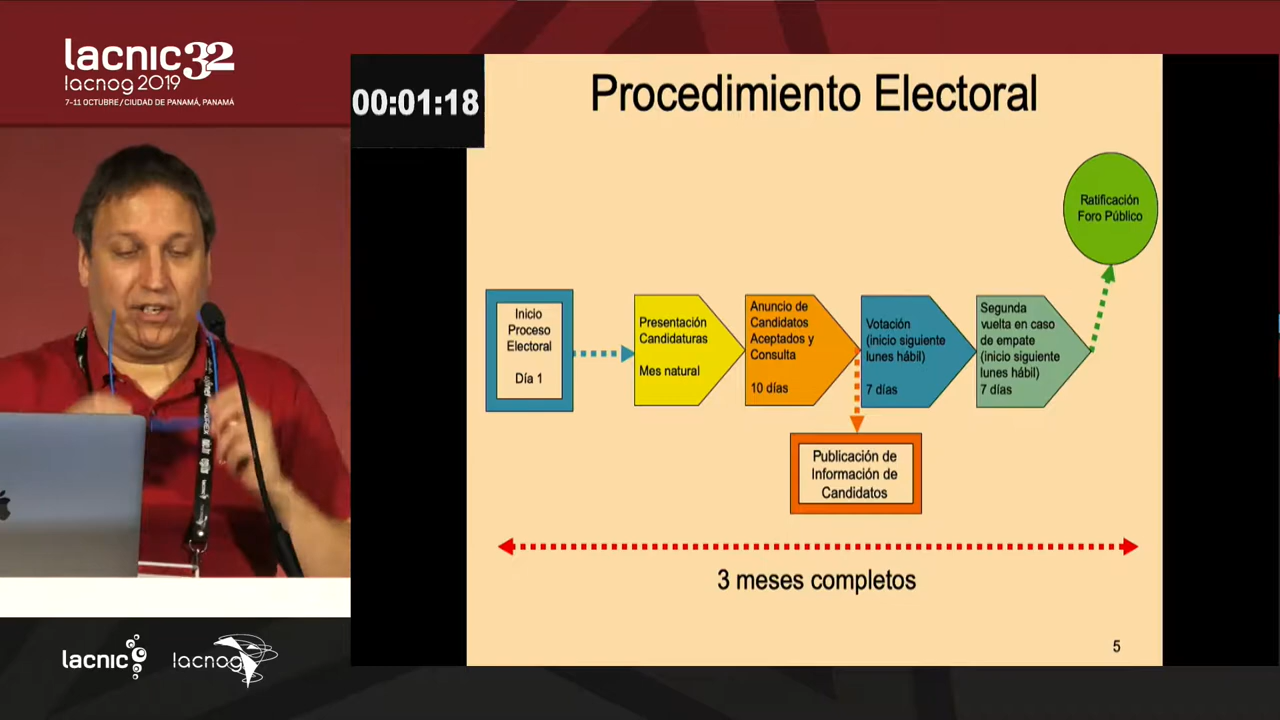 lacnic32
lacnog 2019
7-11 OCTUBRE / CIUDAD DE PANAMÁ, PANAMÁ
00:01:18
Procedimiento Electoral
Ratificación
Foro Público
Inicio
Proceso
Electoral
Día 1
Presentación
Candidaturas
Mes natural
Anuncio de
Candidatos
Aceptados y
Consulta
10 días
Votación
(inicio siguiente
lunes hábil)
7 días
Segunda
vuelta en caso
de empate
(inicio siguiente
lunes hábil)
7 días
Publicación de
Información de
Candidatos
3 meses completos
5
lacnic
lacnog